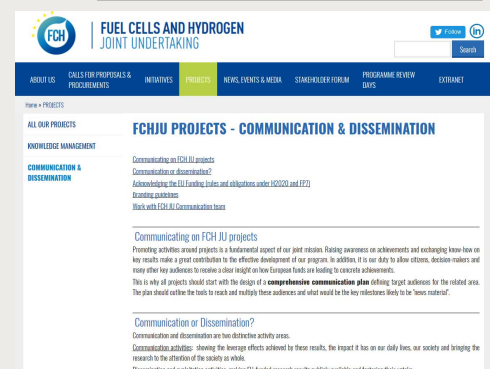 FCH
FUEL CELLS AND HYDROGEN
JOINT UNDERTAKING
Follow
in
Search
ABOUT US
CALLS FOR PROPOSALS &
PROCUREMENTS
INITIATIVES
PROJECTS
NEWS, EVENTS & MEDIA
STAKEHOLDER FORUM
PROGRAMME REVIEW
DAYS
EXTRANET
Home » PROJECTS
ALL OUR PROJECTS
KNOWLEDGE MANAGEMENT
COMMUNICATION &
DISSEMINATION
FCHJU PROJECTS - COMMUNICATION & DISSEMINATION
Communicating on FCH JU projects
Communication or dissemination?
Acknowledging the EU Funding (rules and obligations under H2020 and FP7)
Branding guidelines
Work with FCH JU Communication team
Communicating on FCH JU projects
Promoting activities around projects is a fundamental aspect of our joint mission. Raising awareness on achievements and exchanging know-how on
key results make a great contribution to the effective development of our program. In addition, it is our duty to allow citizens, decision-makers and
many other key audiences to receive a clear insight on how European funds are leading to concrete achievements.
This is why all projects should start with the design of a comprehensive communication plan defining target audiences for the related area.
The plan should outline the tools to reach and multiply these audiences and what would be the key milestones likely to be "news material".
Communication or Dissemination?
Communication and dissemination are two distinctive activity areas.
Communication activities: showing the leverage effects achieved by these results, the impact it has on our daily lives, our society and bringing the
research to the attention of the society as whole.